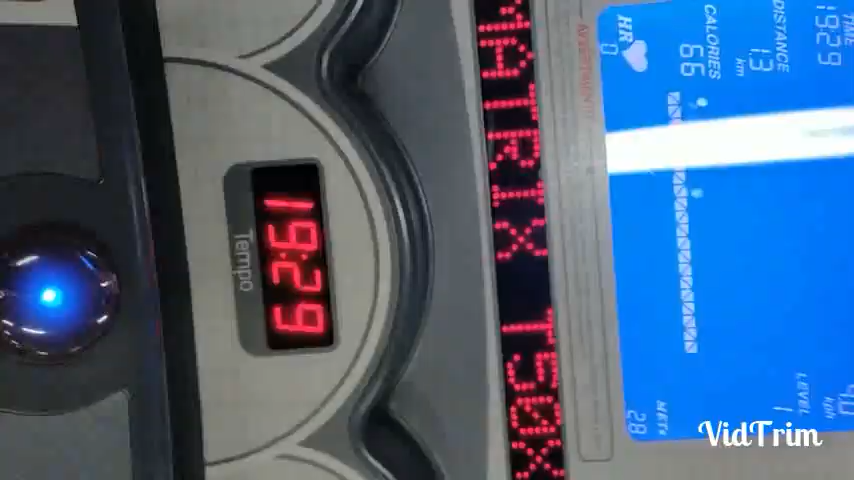 TIME
19:29
DISTANCE
1.3 km
CALORIES
66
HR
0
kph
LEVEL
1
METs
2.8
MATRIX T50X
19:29
Tempo
VidTrim